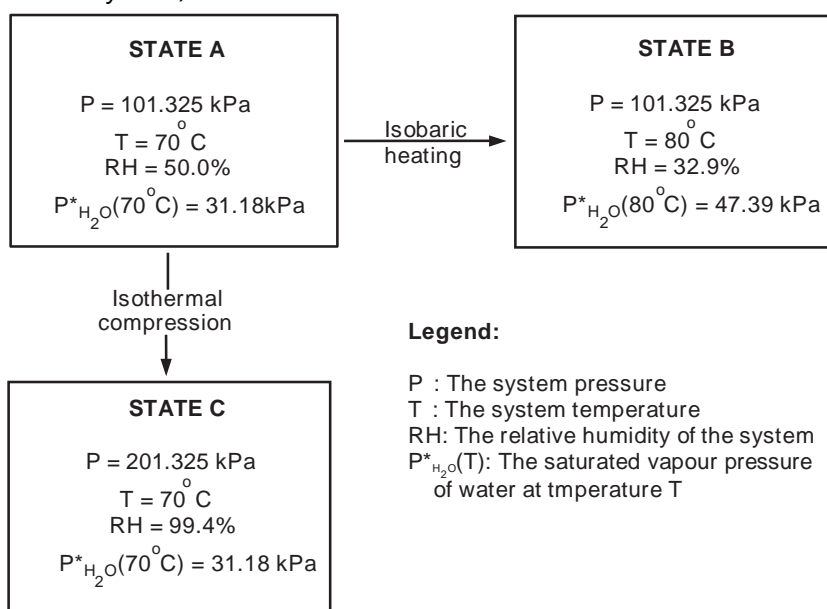 STATE A
P = 101.325 kPa
T = 70°C
RH = 50.0%
P*H₂O(70°C) = 31.18kPa
Isobaric
heating
STATE B
P = 101.325 kPa
T = 80°C
RH = 32.9%
P*H₂O(80°C) = 47.39 kPa
Isothermal
compression
STATE C
P = 201.325 kPa
T = 70°C
RH = 99.4%
P*H₂O(70°C) = 31.18 kPa
Legend:
P : The system pressure
T : The system temperature
RH: The relative humidity of the system
P*H₂O(T): The saturated vapour pressure
of water at tmperature T